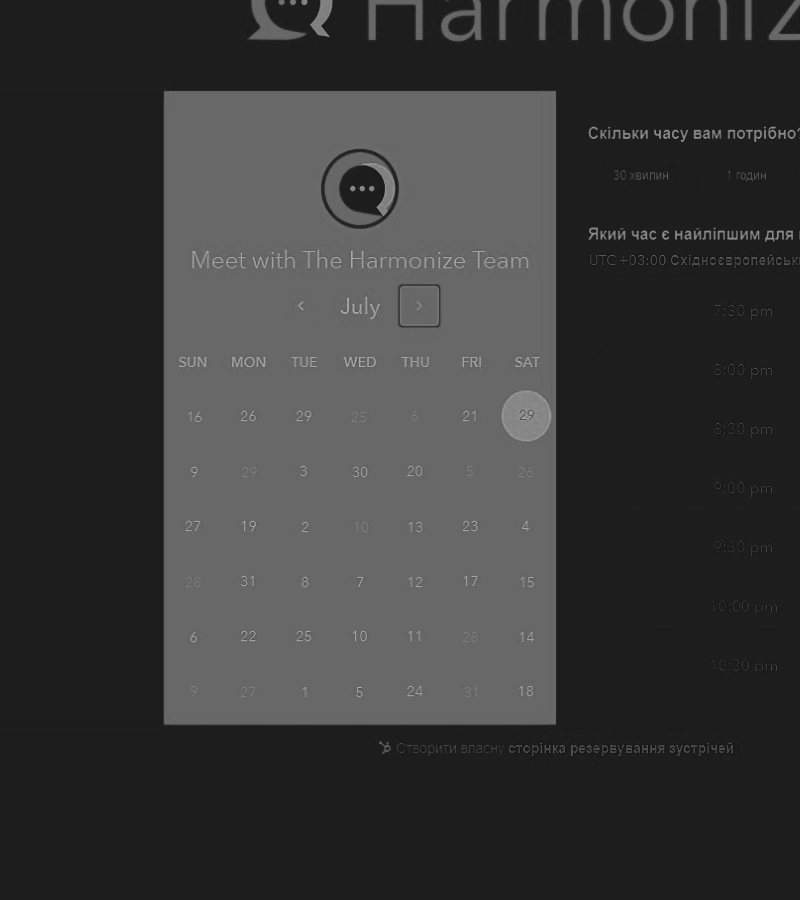 Harmoniz
Meet with The Harmonize Team
July
SUN MON TUE WED THU FRI SAT
16 26 29 25 6 21 29
9 29 3 30 20 5 26
27 19 2 10 13 23 4
28 31 8 7 12 17 15
6 22 25 10 11 28 14
9 27 1 5 24 31 18
Скільки часу вам потрібно?
30 хвилин 1 годин
Який час є найліпшим для
UTC +03:00 Східноєвропейськ
7:30 pm
8:00 pm
8:30 pm
9:00 pm
9:30 pm
10:00 pm
10:30 pm
Створити власну сторінка резервування зустрічей